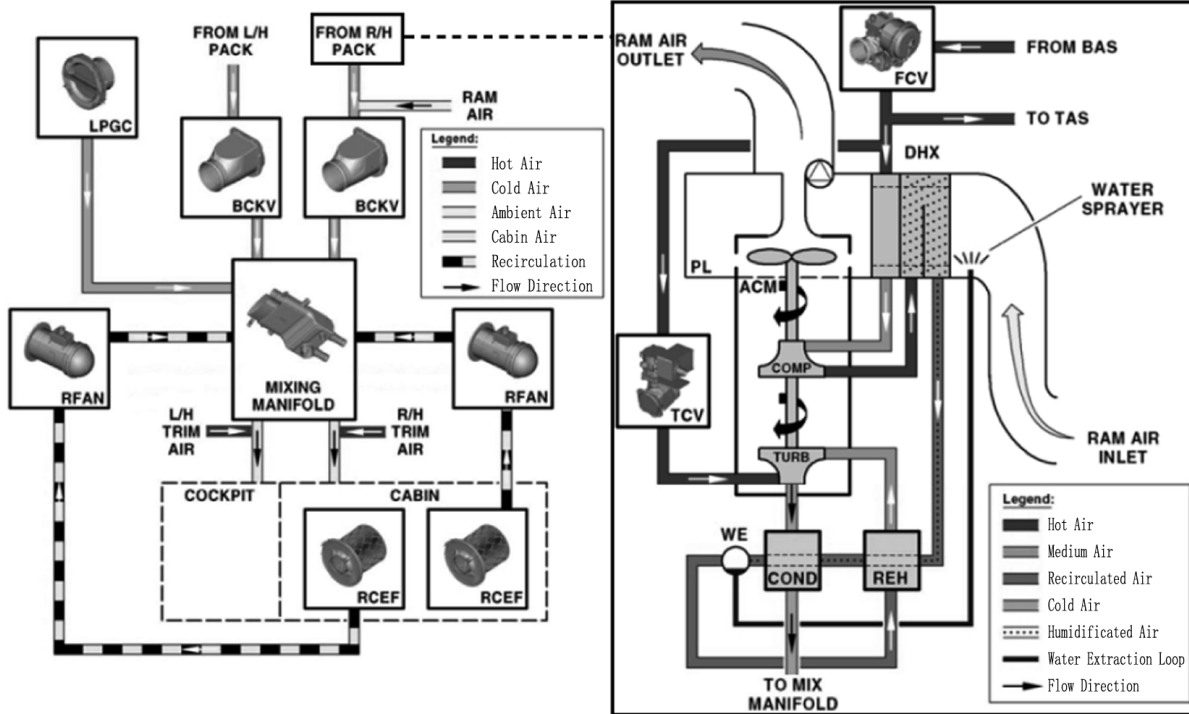 FROM L/H
PACK
FROM R/H
PACK
LPGC
RAM
AIR
BCKV
BCKV
Legend:
Hot Air
Cold Air
Ambient Air
Cabin Air
Recirculation
Flow Direction
RFAN
MIXING
MANIFOLD
RFAN
L/H
TRIM
AIR
R/H
TRIM
AIR
COCKPIT
CABIN
RCEF
RCEF
RAM AIR
OUTLET
FCV
FROM BAS
TO TAS
DHX
WATER
SPRAYER
PL
ACM
COMP
TCV
TURB
RAM AIR
INLET
WE
COND
REH
TO MIX
MANIFOLD
Legend:
Hot Air
Medium Air
Recirculated Air
Cold Air
Humidificated Air
Water Extraction Loop
Flow Direction